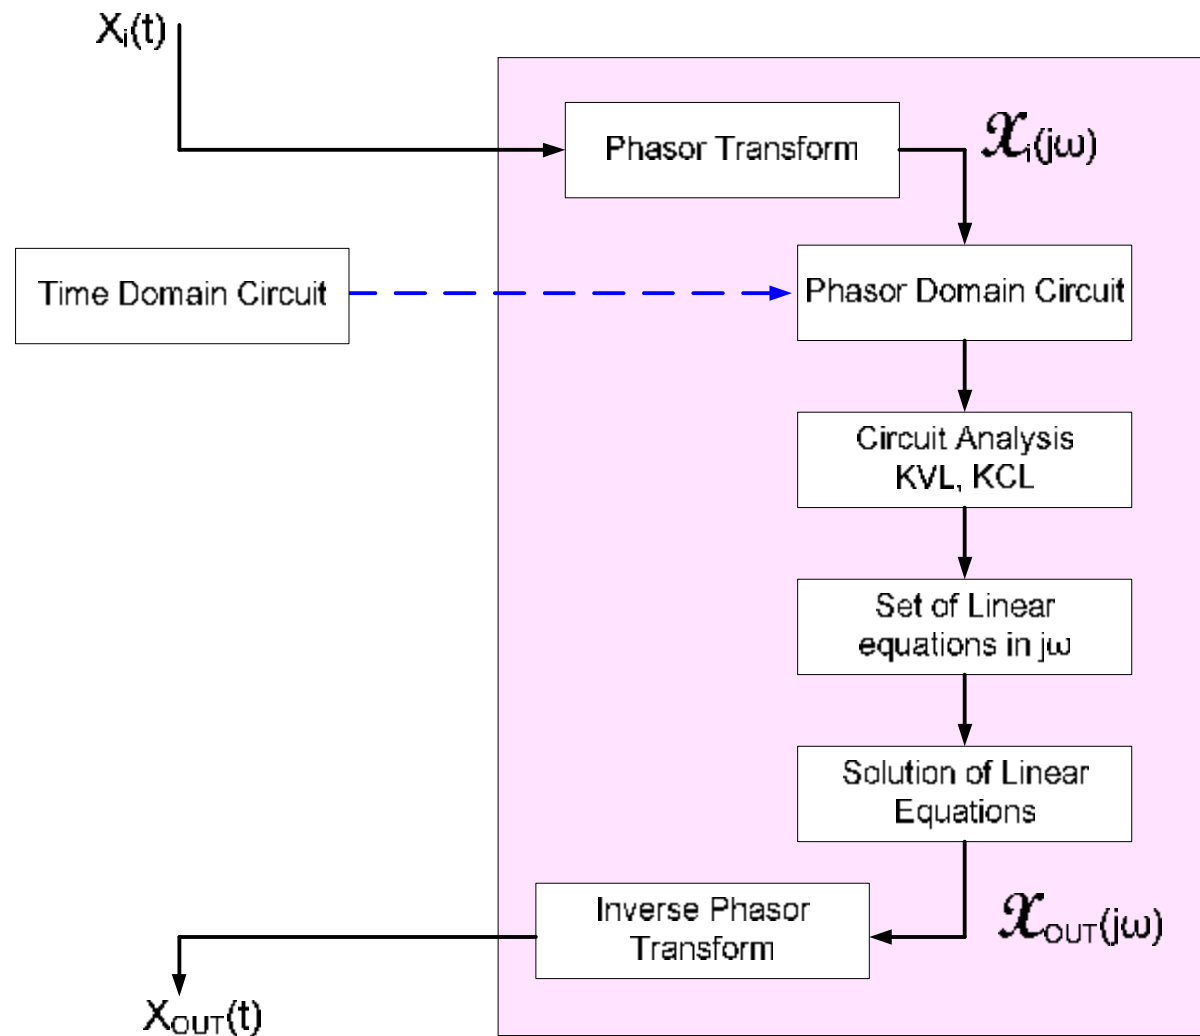 Xi(t)
Phasor Transform
𝒳i(jω)
Time Domain Circuit
Phasor Domain Circuit
Circuit Analysis
KVL, KCL
Set of Linear
equations in jω
Solution of Linear
Equations
Inverse Phasor
Transform
𝒳OUT(jω)
XOUT(t)